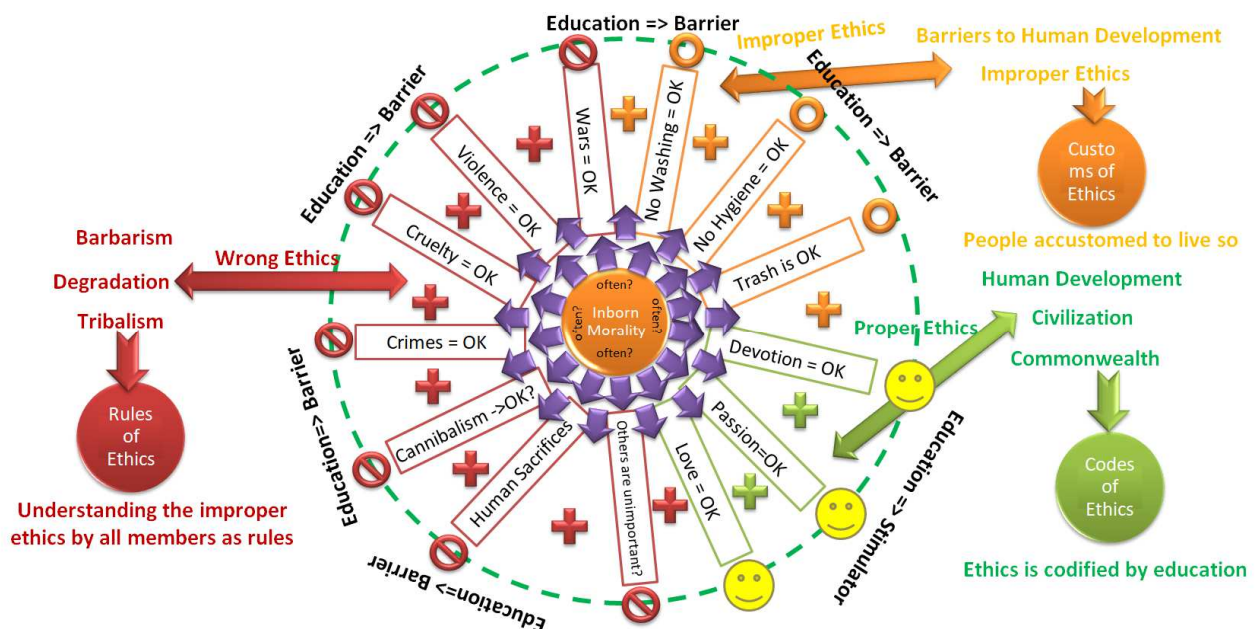 Education => Barrier
Improper Ethics
Barriers to Human Development
Improper Ethics
Customs of
Ethics
People accustomed to live so
Education => Barrier
Education => Barrier
Wars = OK
No Washing = OK
No Hygiene = OK
Trash is OK
Violence = OK
Cruelty = OK
Crimes = OK
Cannibalism ->OK?
Human Sacrifices
Others are unimportant?
Love = OK
Passion=OK
Devotion = OK
often?
often?
often?
often?
Inborn
Morality
Barbarism
Wrong Ethics
Degradation
Tribalism
Rules
of
Ethics
Understanding the improper
ethics by all members as rules
Education=> Barrier
Education=> Barrier
Human Development
Proper Ethics
Civilization
Commonwealth
Codes
of
Ethics
Education => Stimulator
Ethics is codified by education